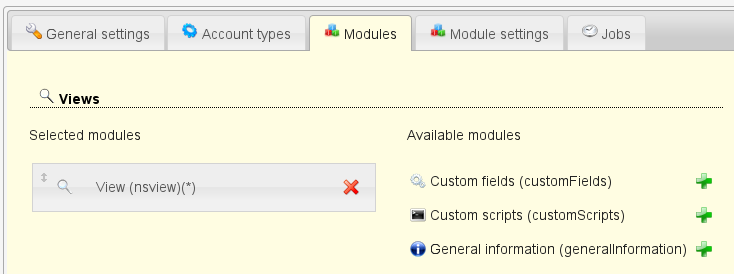 General settings
Account types
Modules
Module settings
Jobs
Views
Selected modules
Available modules
View (nsview)(*)
Custom fields (customFields)
Custom scripts (customScripts)
General information (generalInformation)